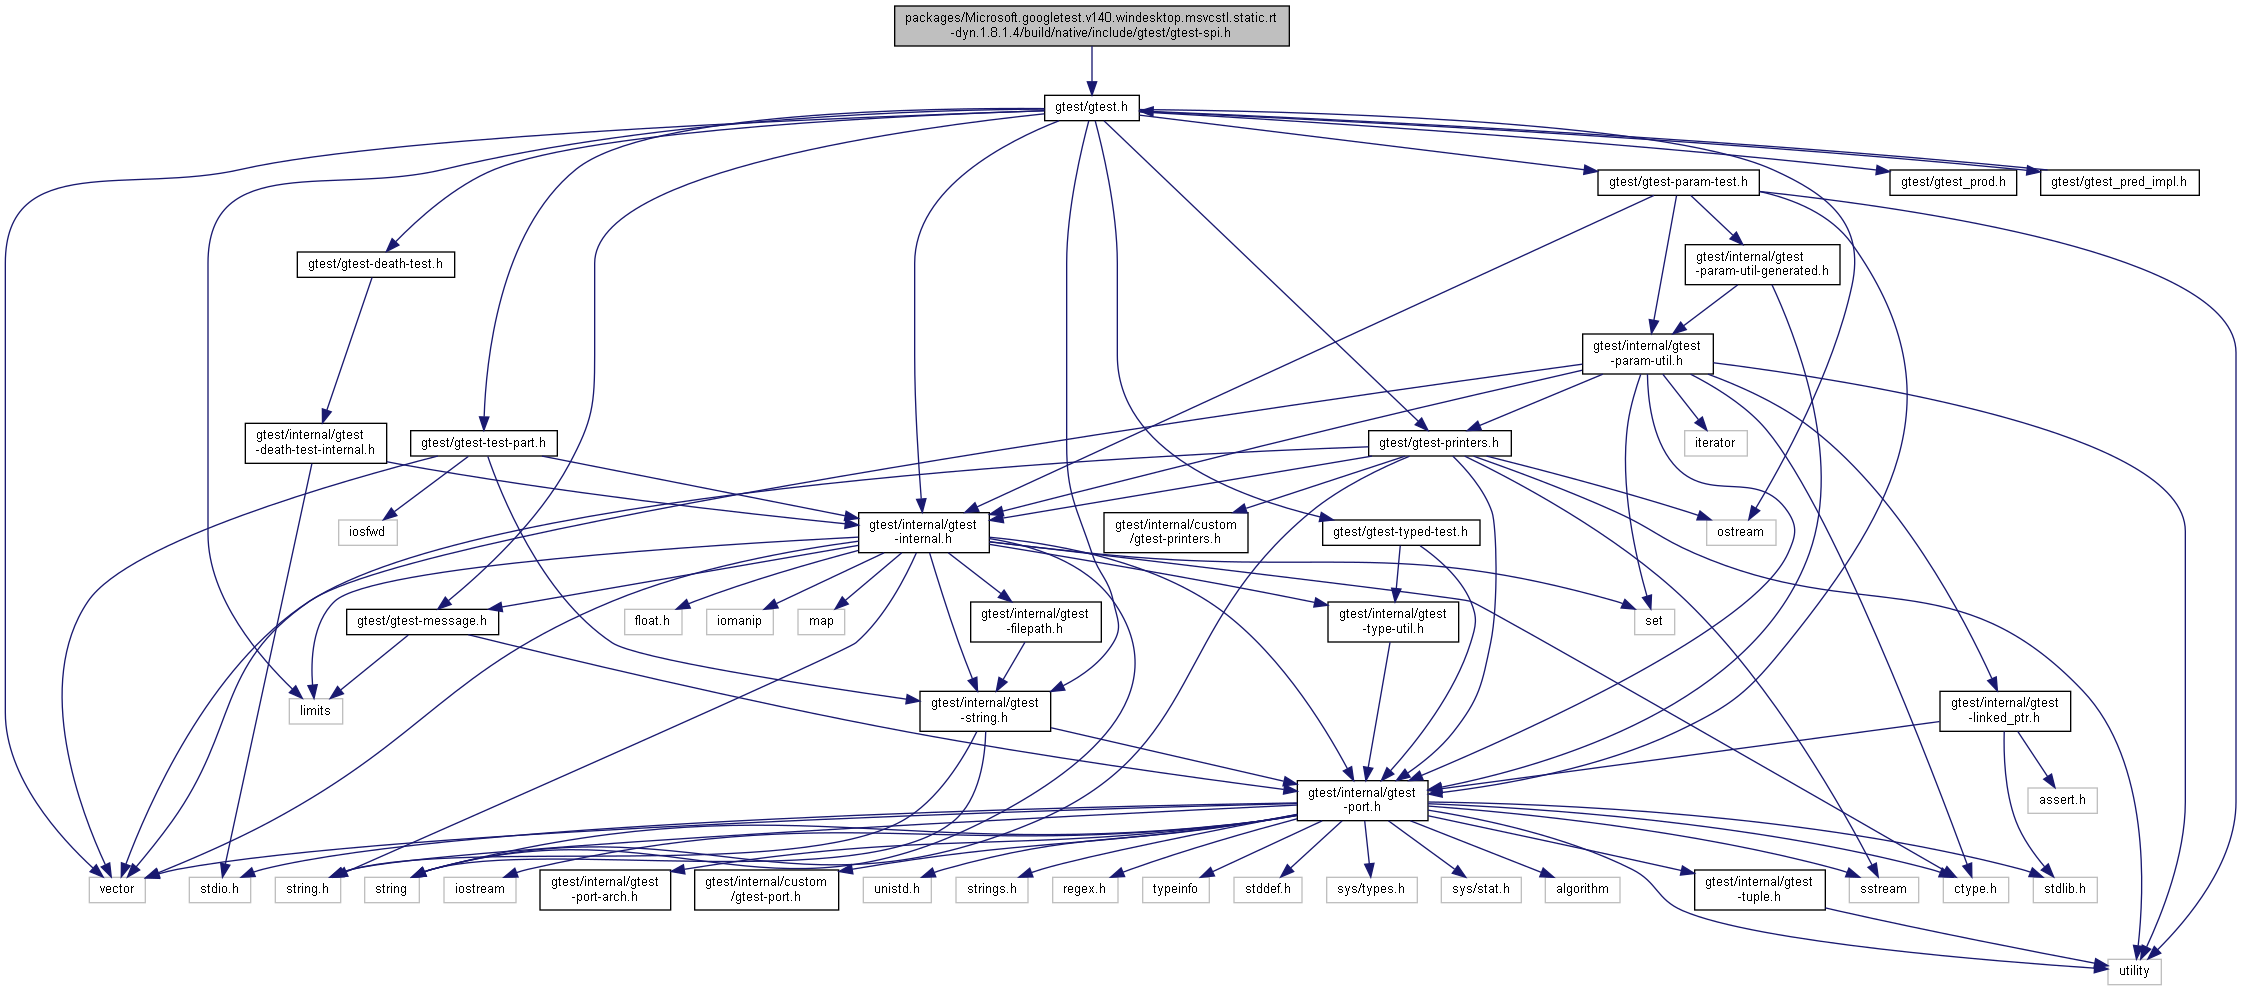 packages/Microsoft.googletest.v140.windesktop.msvcstl.static.rt
-dyn.1.8.1.4/build/native/include/gtest/gtest-spi.h
gtest/gtest.h
gtest/gtest-param-test.h
gtest/gtest_prod.h
gtest/gtest_pred_impl.h
gtest/gtest-death-test.h
gtest/internal/gtest
-param-util-generated.h
gtest/internal/gtest
-param-util.h
gtest/internal/gtest
-death-test-internal.h
gtest/gtest-test-part.h
gtest/gtest-printers.h
iterator
iosfwd
gtest/internal/gtest
-internal.h
gtest/internal/custom
/gtest-printers.h
gtest/gtest-typed-test.h
ostream
gtest/gtest-message.h
float.h
iomanip
map
gtest/internal/gtest
-filepath.h
gtest/internal/gtest
-type-util.h
set
limits
gtest/internal/gtest
-string.h
gtest/internal/gtest
-linked_ptr.h
gtest/internal/gtest
-port.h
assert.h
vector
stdio.h
string.h
string
iostream
gtest/internal/gtest
-port-arch.h
gtest/internal/custom
/gtest-port.h
unistd.h
strings.h
regex.h
typeinfo
stddef.h
sys/types.h
sys/stat.h
algorithm
gtest/internal/gtest
-tuple.h
sstream
ctype.h
stdlib.h
utility